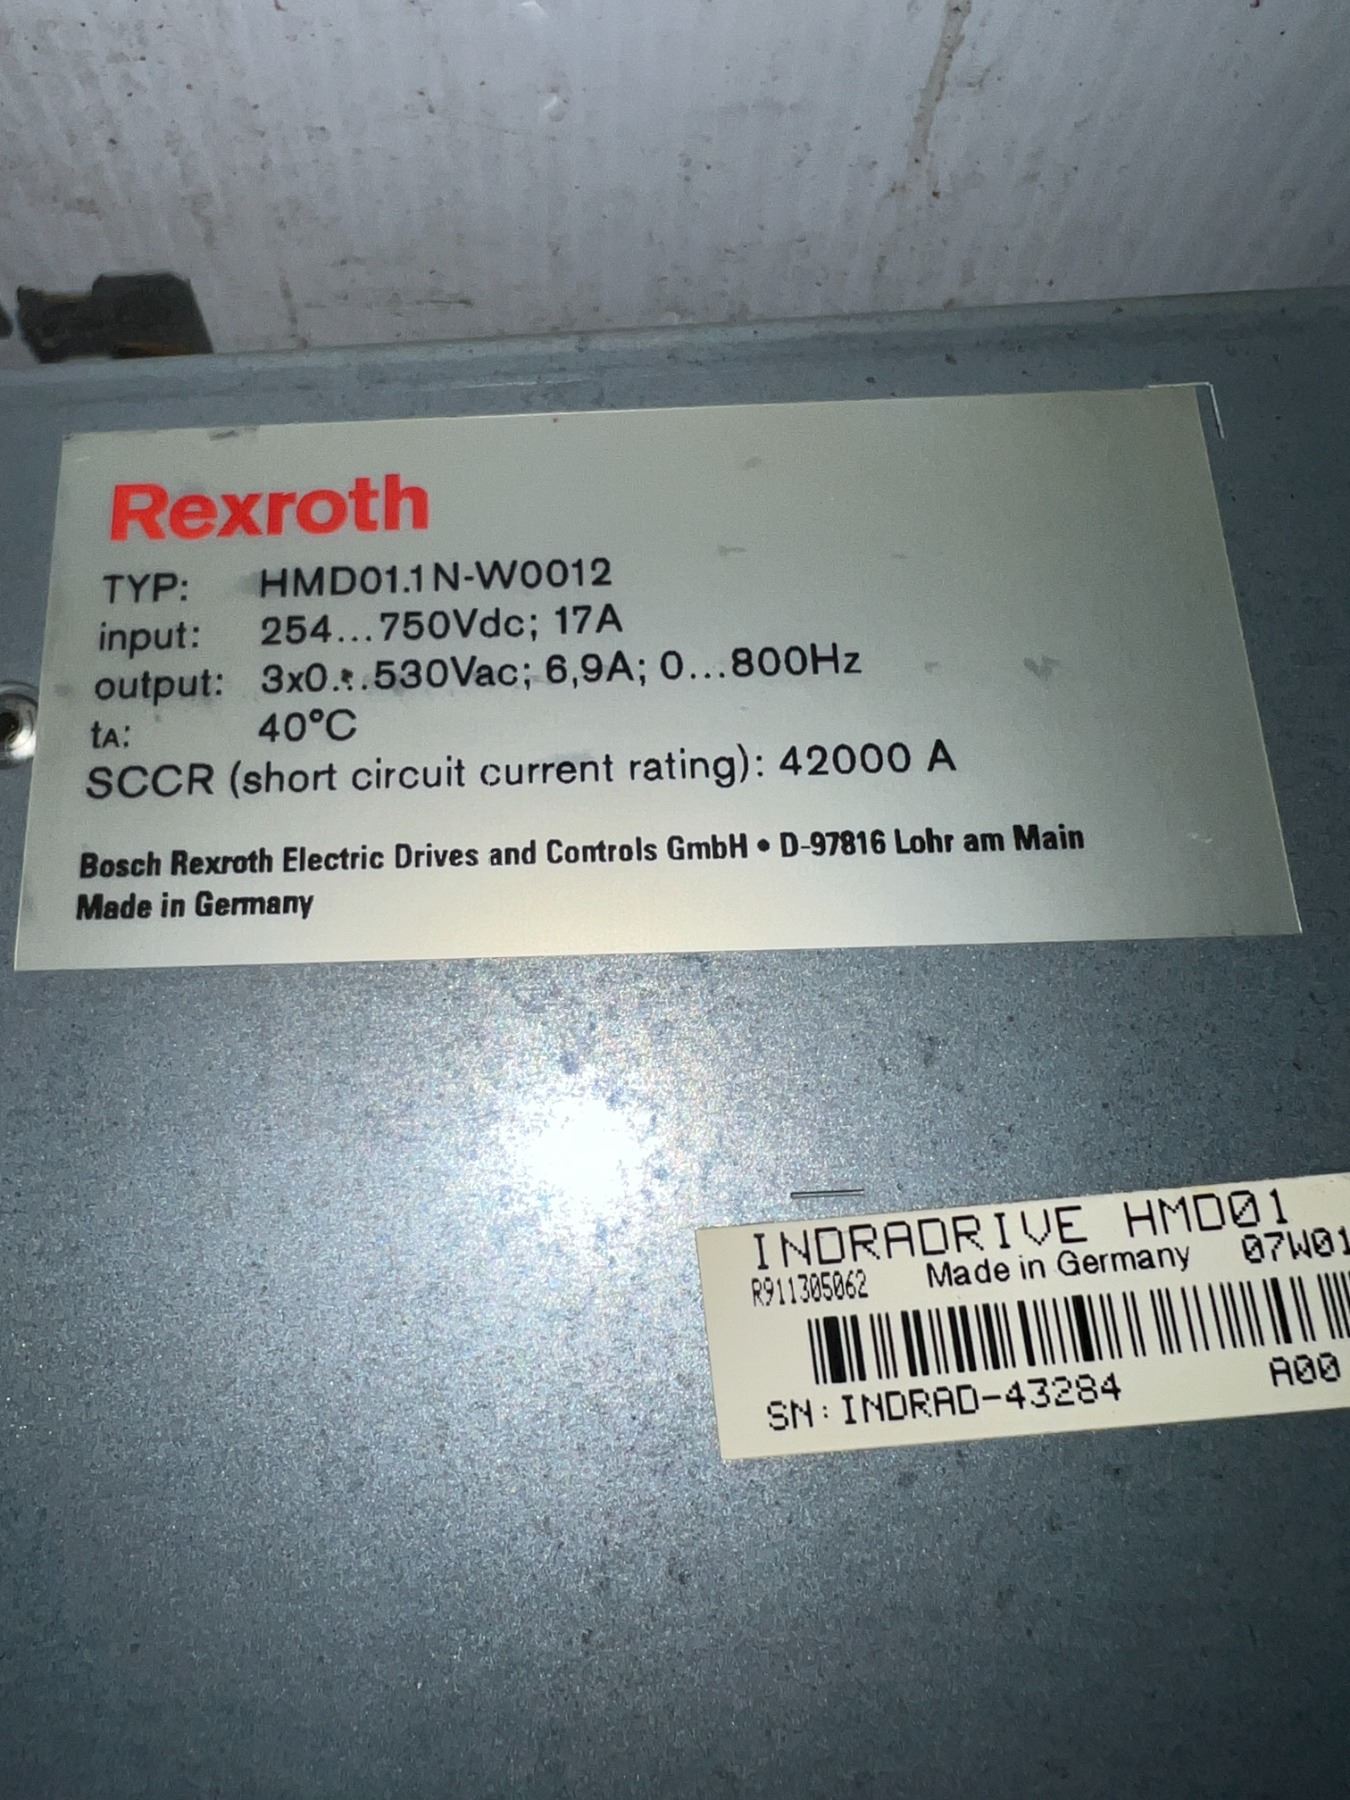 Rexroth
TYP: HMD01.1N-W0012
input: 254...750Vdc; 17A
output: 3x0...530Vac; 6,9A; 0...800Hz
tA: 40°C
SCCR (short circuit current rating): 42000 A
Bosch Rexroth Electric Drives and Controls GmbH • D-97816 Lohr am Main
Made in Germany
INDRADRIVE HMD01
R911305062 Made in Germany 07W01
SN:INDRAD-43284 A00